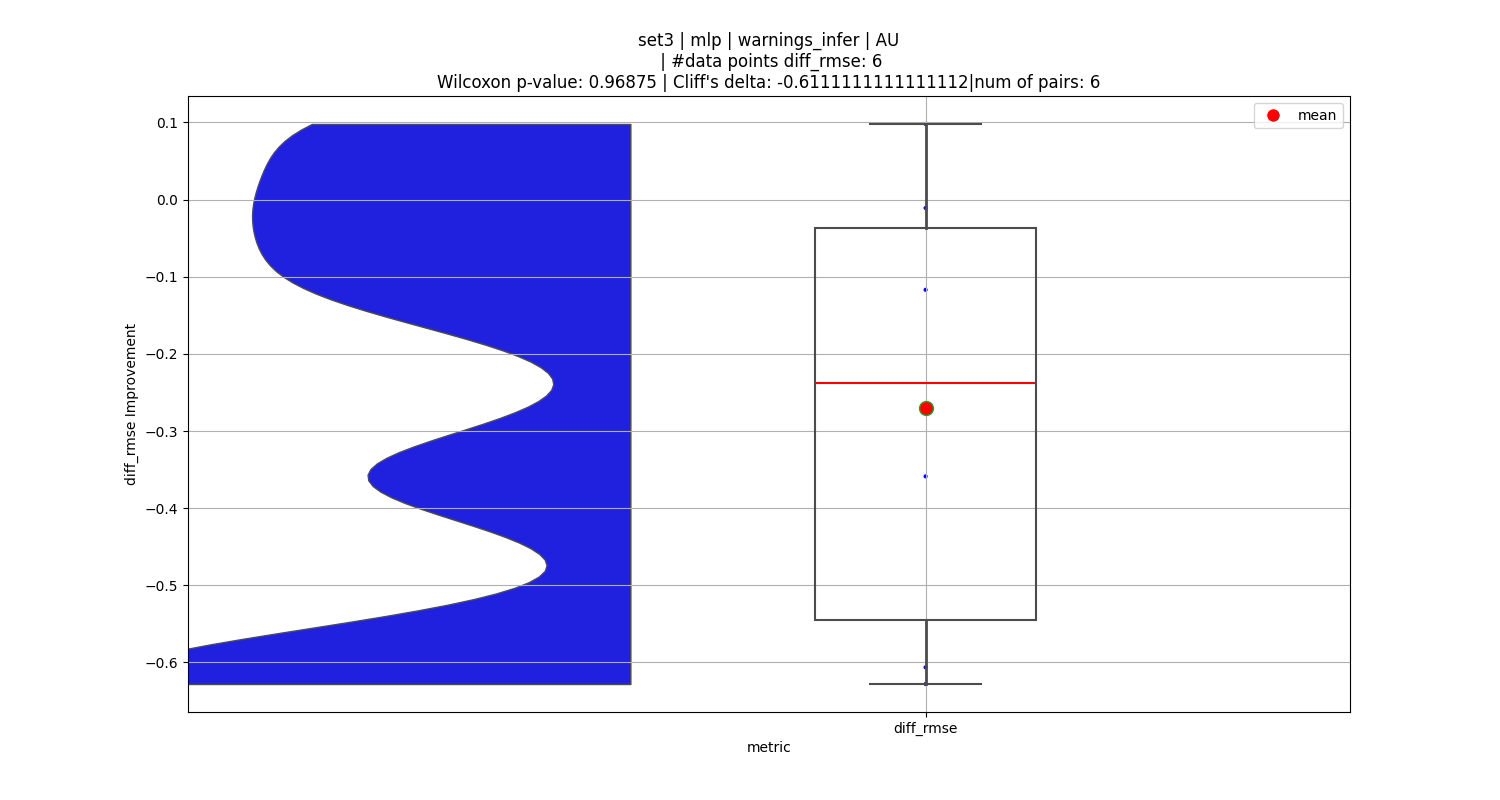 set3 | mlp | warnings_infer | AU
| #data points diff_rmse: 6
Wilcoxon p-value: 0.96875 | Cliff's delta: -0.6111111111111112|num of pairs: 6
mean
0.1
0.0
−0.1
−0.2
−0.3
−0.4
−0.5
−0.6
diff_rmse Improvement
diff_rmse
metric